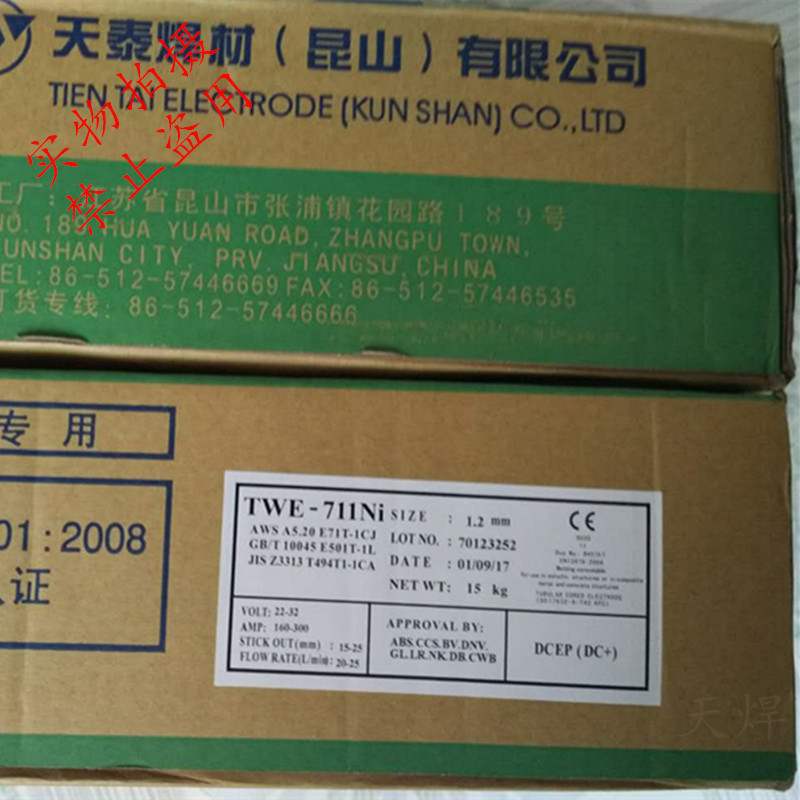 天泰焊材（昆山）有限公司
TIEN TAI ELECTRODE (KUN SHAN) CO.,LTD
实物拍摄
禁止盗用
工厂：江苏省昆山市张浦镇花园路189号
NO. 189, HUA YUAN ROAD, ZHANGPU TOWN,
KUNSHAN CITY, PRV. JIANGSU, CHINA
TEL:86-512-57446669 FAX:86-512-57446535
订货专线: 86-512-57446666
专用
01:2008
认证
TWE-711Ni
AWS A5.20 E71T-1CJ
GB/T 10045 E501T-1L
JIS Z3313 T494T1-1CA
SIZE : 1.2 mm
LOT NO. : 70123252
DATE : 01/09/17
NET WT: 15 kg
CE
VOLT: 22-32
AMP: 160-300
STICK OUT(mm) : 15-25
FLOW RATE(L/min): 20-25
APPROVAL BY:
ABS.CCS.BV.DNV.
GL.LR.NK.DB.CWB
DCEP (DC+)
天焊